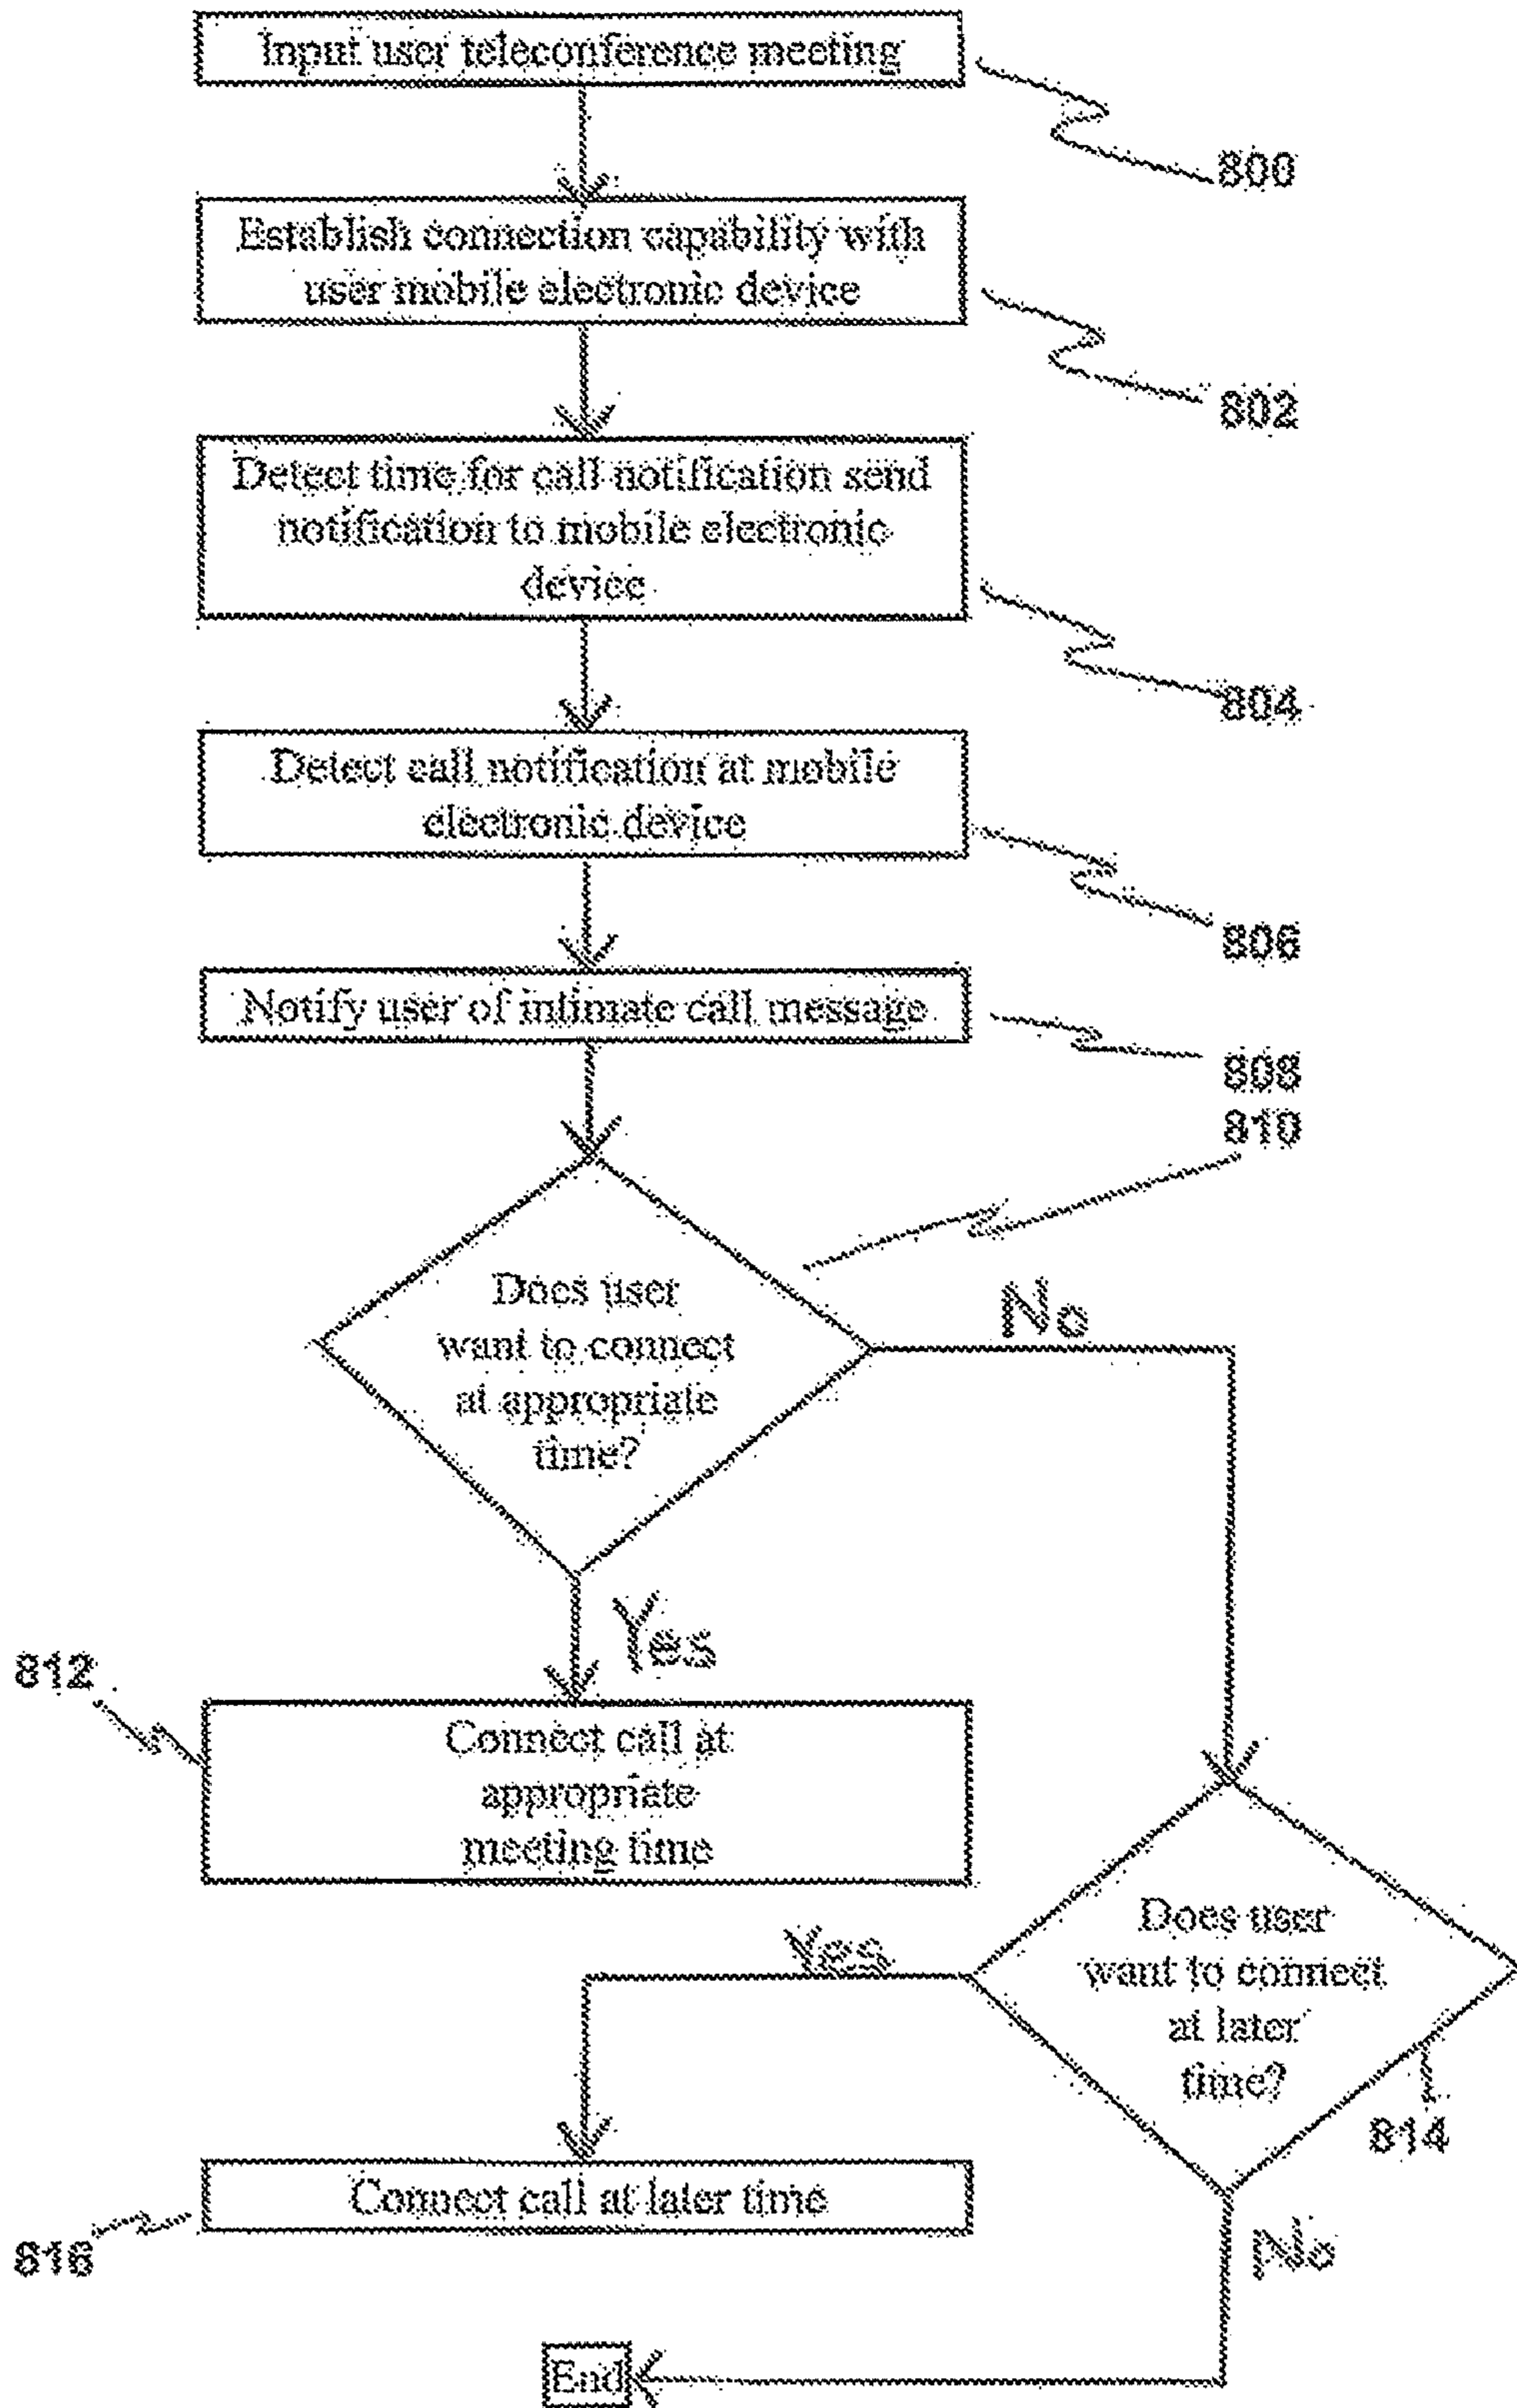 Input user teleconference meeting
800
Establish connection capability with
user mobile electronic device
802
Detect time for call notification send
notification to mobile electronic
device
804
Detect call notification at mobile
electronic device
806
Notify user of intimate call message
808
810
Does user
want to connect
at appropriate
time?
No
Yes
812
Connect call at
appropriate
meeting time
Does user
want to connect
at later
time?
Yes
814
Connect call at later time
816
No
End